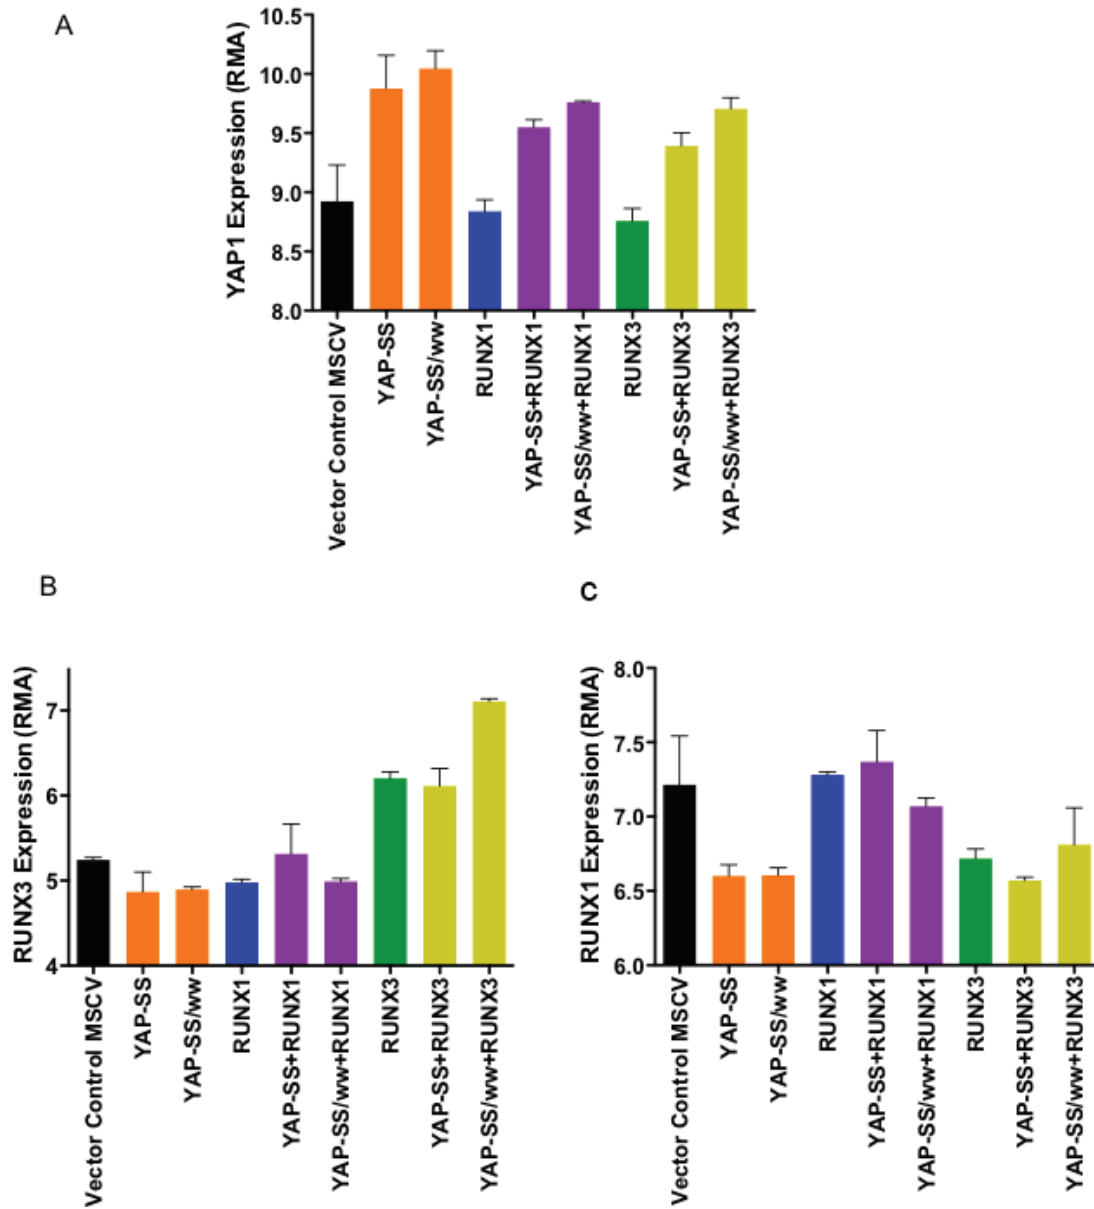 A
YAP1 Expression (RMA)
10.5
10.0
9.5
9.0
8.5
8.0
Vector Control MSCV
YAP-SS
YAP-SS/ww
RUNX1
YAP-SS+RUNX1
YAP-SS/ww+RUNX1
RUNX3
YAP-SS+RUNX3
YAP-SS/ww+RUNX3
B
RUNX3 Expression (RMA)
7
6
5
4
Vector Control MSCV
YAP-SS
YAP-SS/ww
RUNX1
YAP-SS+RUNX1
YAP-SS/ww+RUNX1
RUNX3
YAP-SS+RUNX3
YAP-SS/ww+RUNX3
C
RUNX1 Expression (RMA)
8.0
7.5
7.0
6.5
6.0
Vector Control MSCV
YAP-SS
YAP-SS/ww
RUNX1
YAP-SS+RUNX1
YAP-SS/ww+RUNX1
RUNX3
YAP-SS+RUNX3
YAP-SS/ww+RUNX3